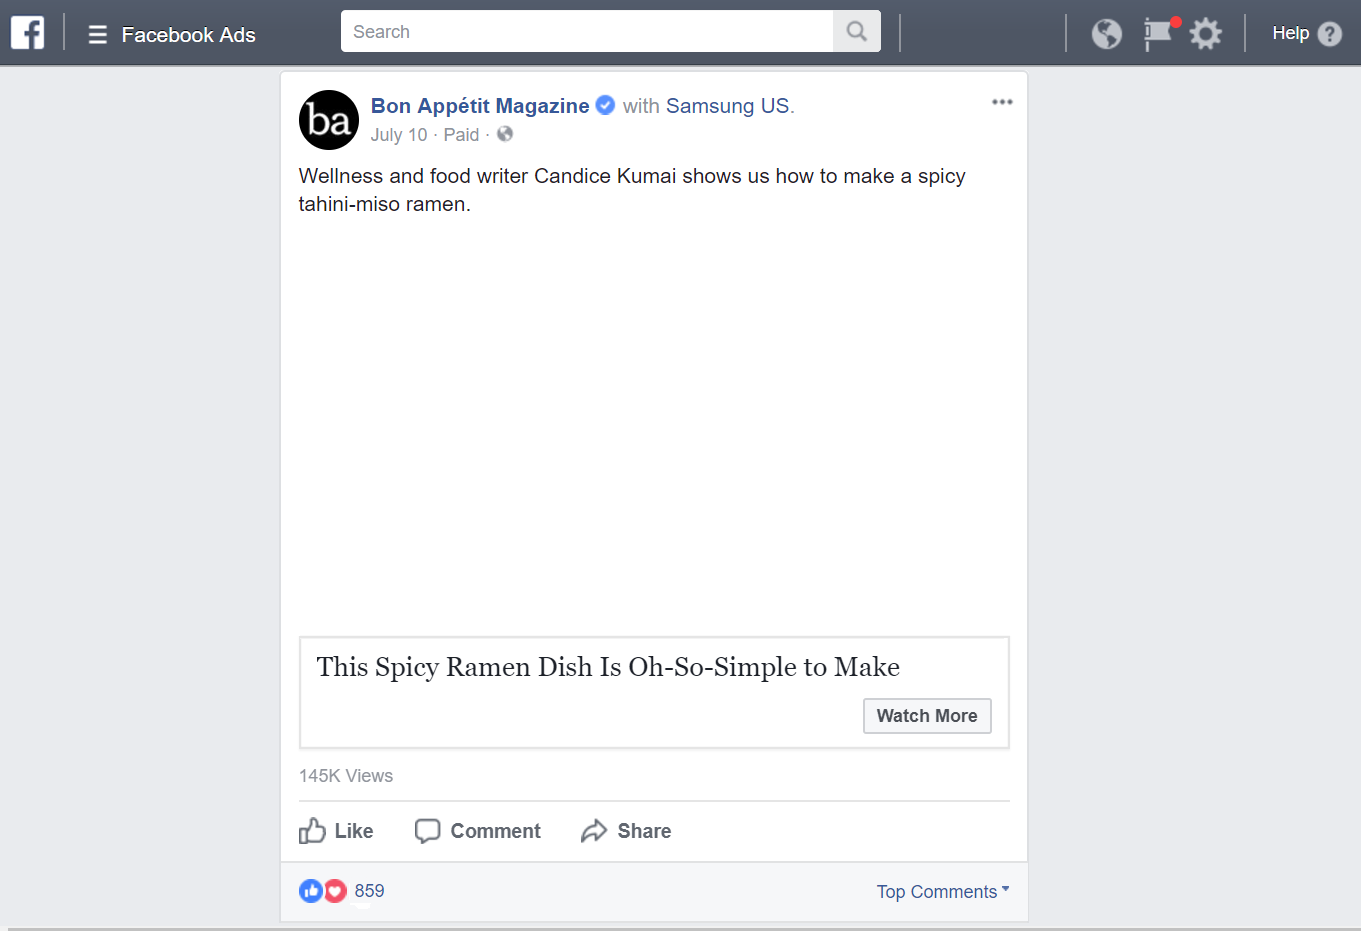 Facebook Ads
Search
Help
ba
Bon Appétit Magazine with Samsung US.
July 10 · Paid ·
Wellness and food writer Candice Kumai shows us how to make a spicy
tahini-miso ramen.
This Spicy Ramen Dish Is Oh-So-Simple to Make
Watch More
145K Views
Like Comment Share
859 Top Comments